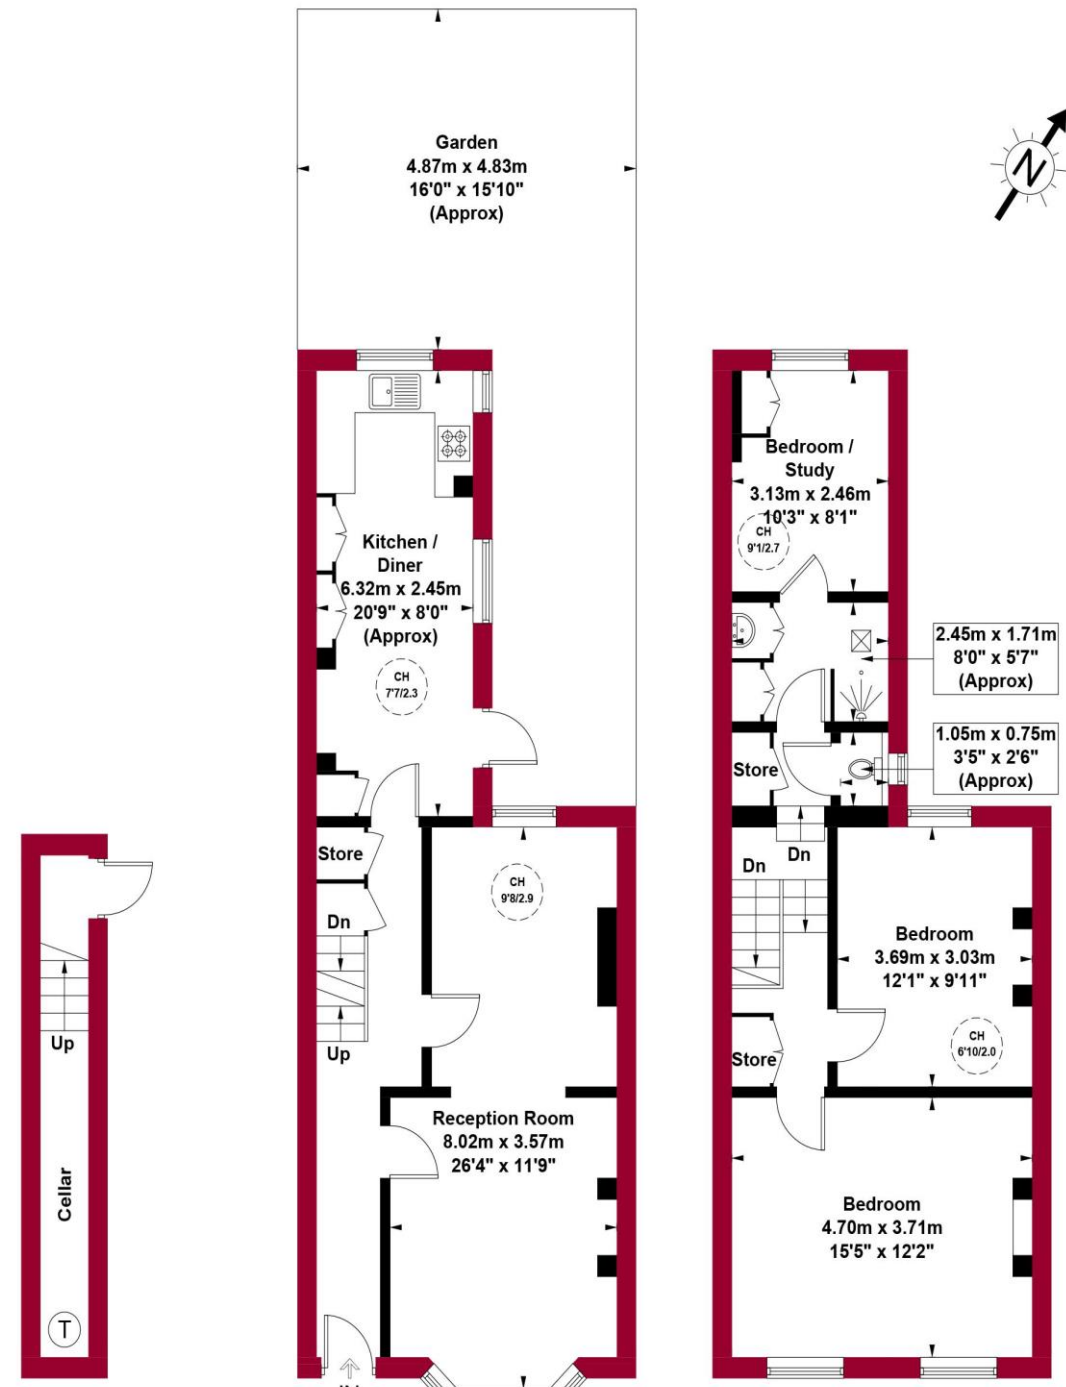 Garden
4.87m x 4.83m
16'0" x 15'10"
(Approx)
N
Kitchen /
Diner
6.32m x 2.45m
20'9" x 8'0"
(Approx)
CH
7'7/2.3
Store
Dn
Up
CH
9'8/2.9
Reception Room
8.02m x 3.57m
26'4" x 11'9"
Up
Cellar
T
Bedroom /
Study
3.13m x 2.46m
10'3" x 8'1"
CH
9'1/2.7
2.45m x 1.71m
8'0" x 5'7"
(Approx)
1.05m x 0.75m
3'5" x 2'6"
(Approx)
Store
Dn
Dn
Bedroom
3.69m x 3.03m
12'1" x 9'11"
CH
6'10/2.0
Store
Bedroom
4.70m x 3.71m
15'5" x 12'2"